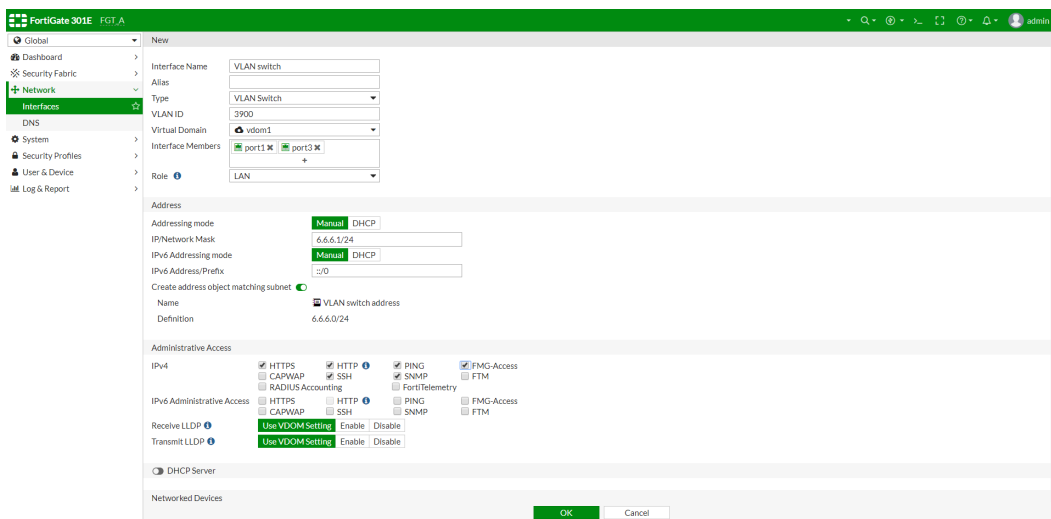 FortiGate 301E FGT_A
admin
Global
New
Dashboard
Security Fabric
Network
Interfaces
DNS
System
Security Profiles
User & Device
Log & Report
Interface Name VLAN switch
Alias
Type VLAN Switch
VLAN ID 3900
Virtual Domain vdom1
Interface Members port1 port3
+
Role LAN
Address
Addressing mode Manual DHCP
IP/Network Mask 6.6.6.1/24
IPv6 Addressing mode Manual DHCP
IPv6 Address/Prefix ::/0
Create address object matching subnet
Name VLAN switch address
Definition 6.6.6.0/24
Administrative Access
IPv4 HTTPS HTTP PING FMG-Access
CAPWAP SSH SNMP FTM
RADIUS Accounting FortiTelemetry
IPv6 Administrative Access HTTPS HTTP PING FMG-Access
CAPWAP SSH SNMP FTM
Receive LLDP Use VDOM Setting Enable Disable
Transmit LLDP Use VDOM Setting Enable Disable
DHCP Server
Networked Devices
OK Cancel